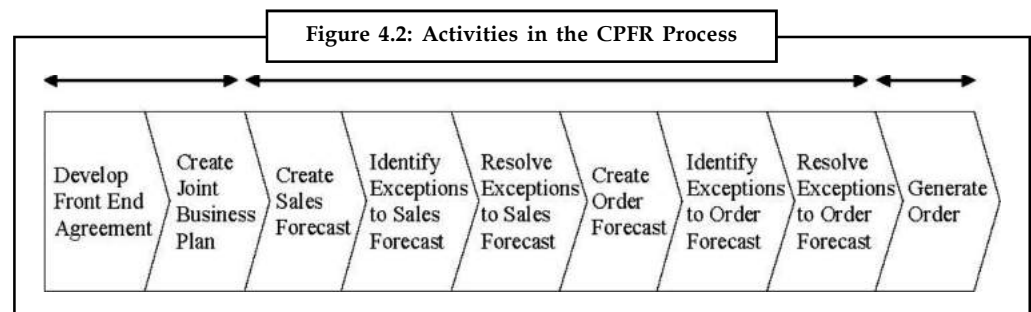 Figure 4.2: Activities in the CPFR Process
Develop
Front End
Agreement
Create
Joint
Business
Plan
Create
Sales
Forecast
Identify
Exceptions
to Sales
Forecast
Resolve
Exceptions
to Sales
Forecast
Create
Order
Forecast
Identify
Exceptions
to Order
Forecast
Resolve
Exceptions
to Order
Forecast
Generate
Order